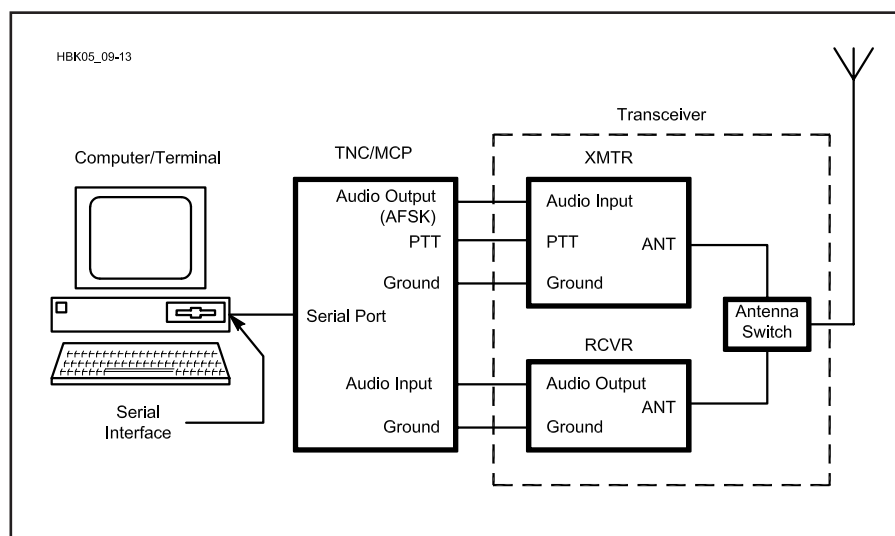 HBK05_09-13
Transceiver
Computer/Terminal
TNC/MCP
XMTR
Audio Output
(AFSK)
PTT
Ground
Serial Port
Audio Input
Ground
Audio Input
PTT
ANT
Ground
Antenna
Switch
RCVR
Audio Output
ANT
Ground
Serial
Interface